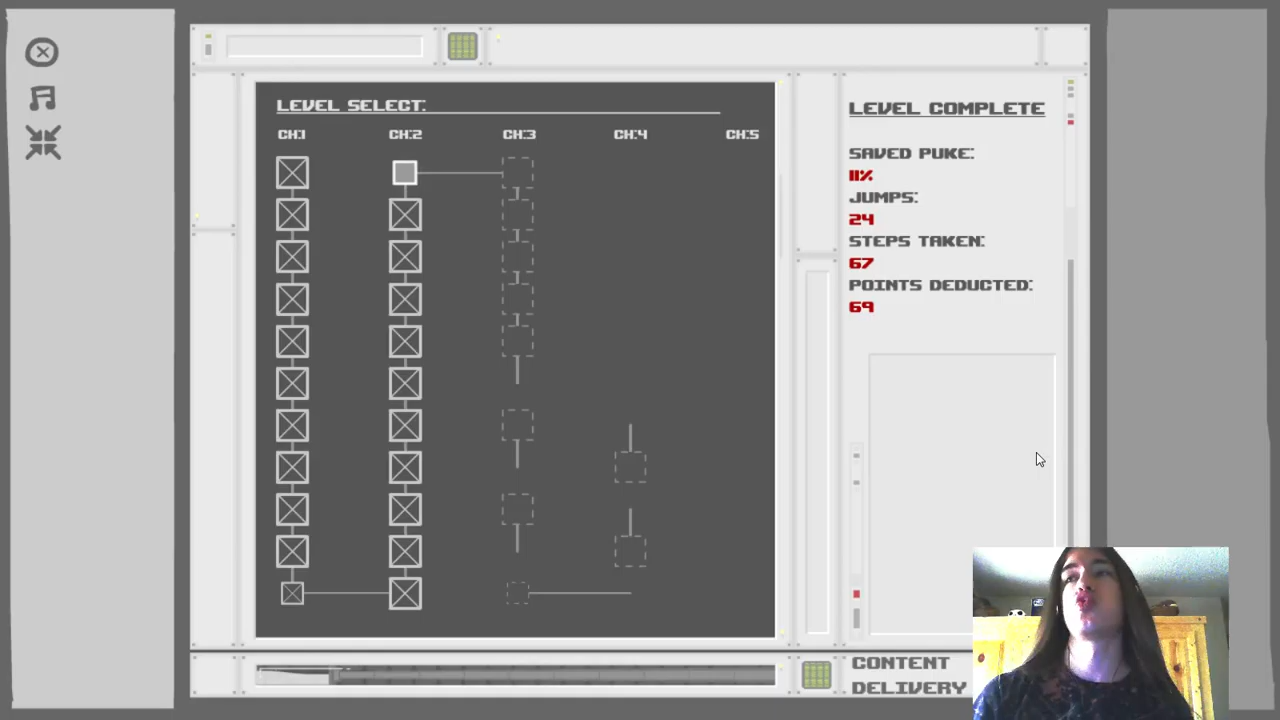 LEVEL SELECT:
CH:1 CH:2 CH:3 CH:4 CH:5
LEVEL COMPLETE
SAVED PUKE:
11%
JUMPS:
24
STEPS TAKEN:
67
POINTS DEDUCTED:
69
CONTENT
DELIVERY